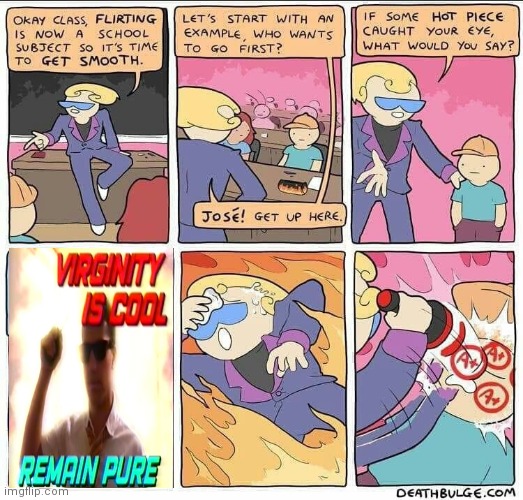 OKAY CLASS, FLIRTING
IS NOW A SCHOOL
SUBJECT SO IT'S TIME
TO GET SMOOTH.
LET'S START WITH AN
EXAMPLE, WHO WANTS
TO GO FIRST?
JOSÉ! GET UP HERE.
IF SOME HOT PIECE
CAUGHT YOUR EYE,
WHAT WOULD YOU SAY?
VIRGINITY
IS COOL
REMAIN PURE
A+
A+
A+
imgflip.com
DEATHBULGE.COM